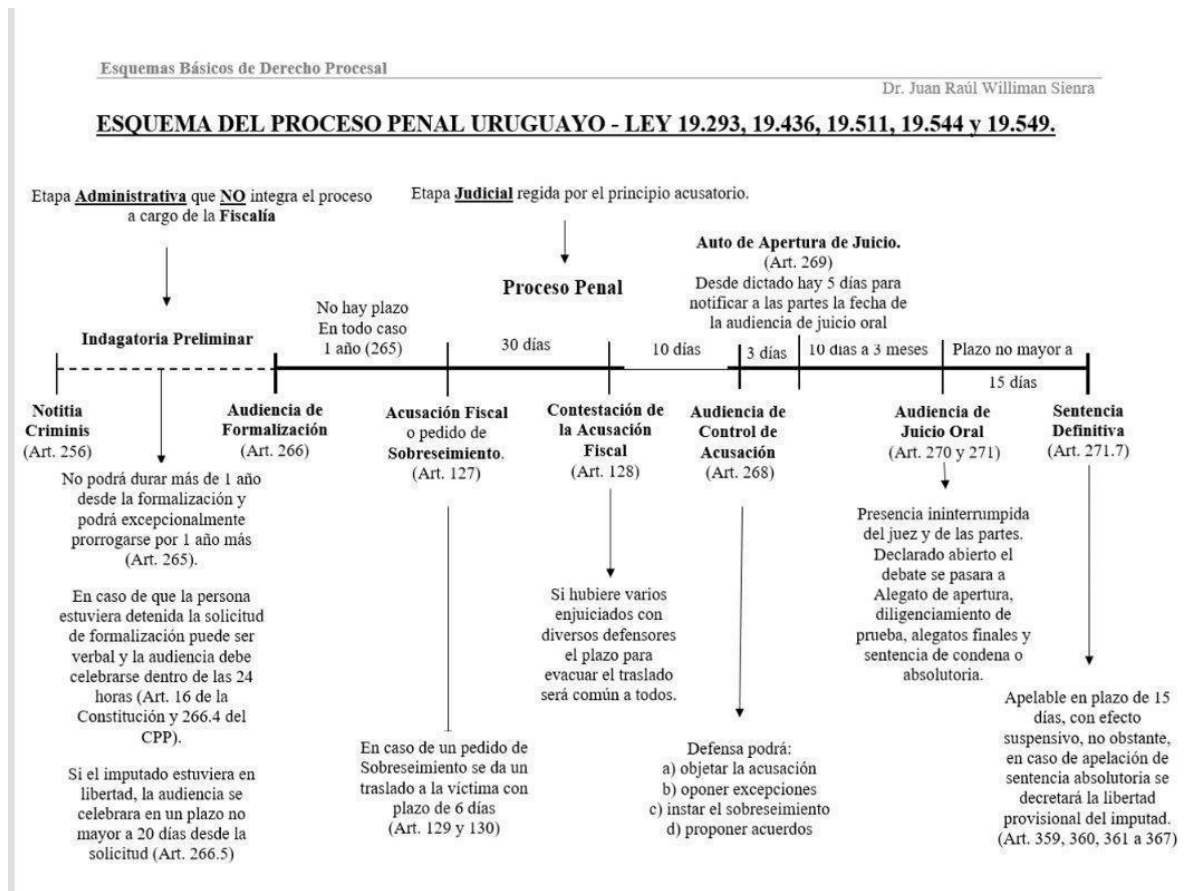 Esquemas Básicos de Derecho Procesal
Dr. Juan Raúl Williman Sienra
ESQUEMA DEL PROCESO PENAL URUGUAYO - LEY 19.293, 19.436, 19.511, 19.544 y 19.549.
Etapa Administrativa que NO integra el proceso
a cargo de la Fiscalía
Etapa Judicial regida por el principio acusatorio.
Auto de Apertura de Juicio.
(Art. 269)
Desde dictado hay 5 días para
notificar a las partes la fecha de
la audiencia de juicio oral
Proceso Penal
Indagatoria Preliminar
No hay plazo
En todo caso
1 año (265)
30 días
10 días
3 días
10 días a 3 meses
Plazo no mayor a
15 días
Notitia
Criminis
(Art. 256)
Audiencia de
Formalización
(Art. 266)
Acusación Fiscal
o pedido de
Sobreseimiento.
(Art. 127)
Contestación de
la Acusación
Fiscal
(Art. 128)
Audiencia de
Control de
Acusación
(Art. 268)
Audiencia de
Juicio Oral
(Art. 270 y 271)
Sentencia
Definitiva
(Art. 271.7)
No podrá durar más de 1 año
desde la formalización y
podrá excepcionalmente
prorrogarse por 1 año más
(Art. 265).
En caso de que la persona
estuviera detenida la solicitud
de formalización puede ser
verbal y la audiencia debe
celebrarse dentro de las 24
horas (Art. 16 de la
Constitución y 266.4 del
CPP).
Si el imputado estuviera en
libertad, la audiencia se
celebrara en un plazo no
mayor a 20 días desde la
solicitud (Art. 266.5)
En caso de un pedido de
Sobreseimiento se da un
traslado a la víctima con
plazo de 6 días
(Art. 129 y 130)
Si hubiere varios
enjuiciados con
diversos defensores
el plazo para
evacuar el traslado
será común a todos.
Defensa podrá:
a) objetar la acusación
b) oponer excepciones
c) instar el sobreseimiento
d) proponer acuerdos
Presencia ininterrumpida
del juez y de las partes.
Declarado abierto el
debate se pasara a
Alegato de apertura,
diligenciamiento de
prueba, alegatos finales y
sentencia de condena o
absolutoria.
Apelable en plazo de 15
días, con efecto
suspensivo, no obstante,
en caso de apelación de
sentencia absolutoria se
decretará la libertad
provisional del imputad.
(Art. 359, 360, 361 a 367)